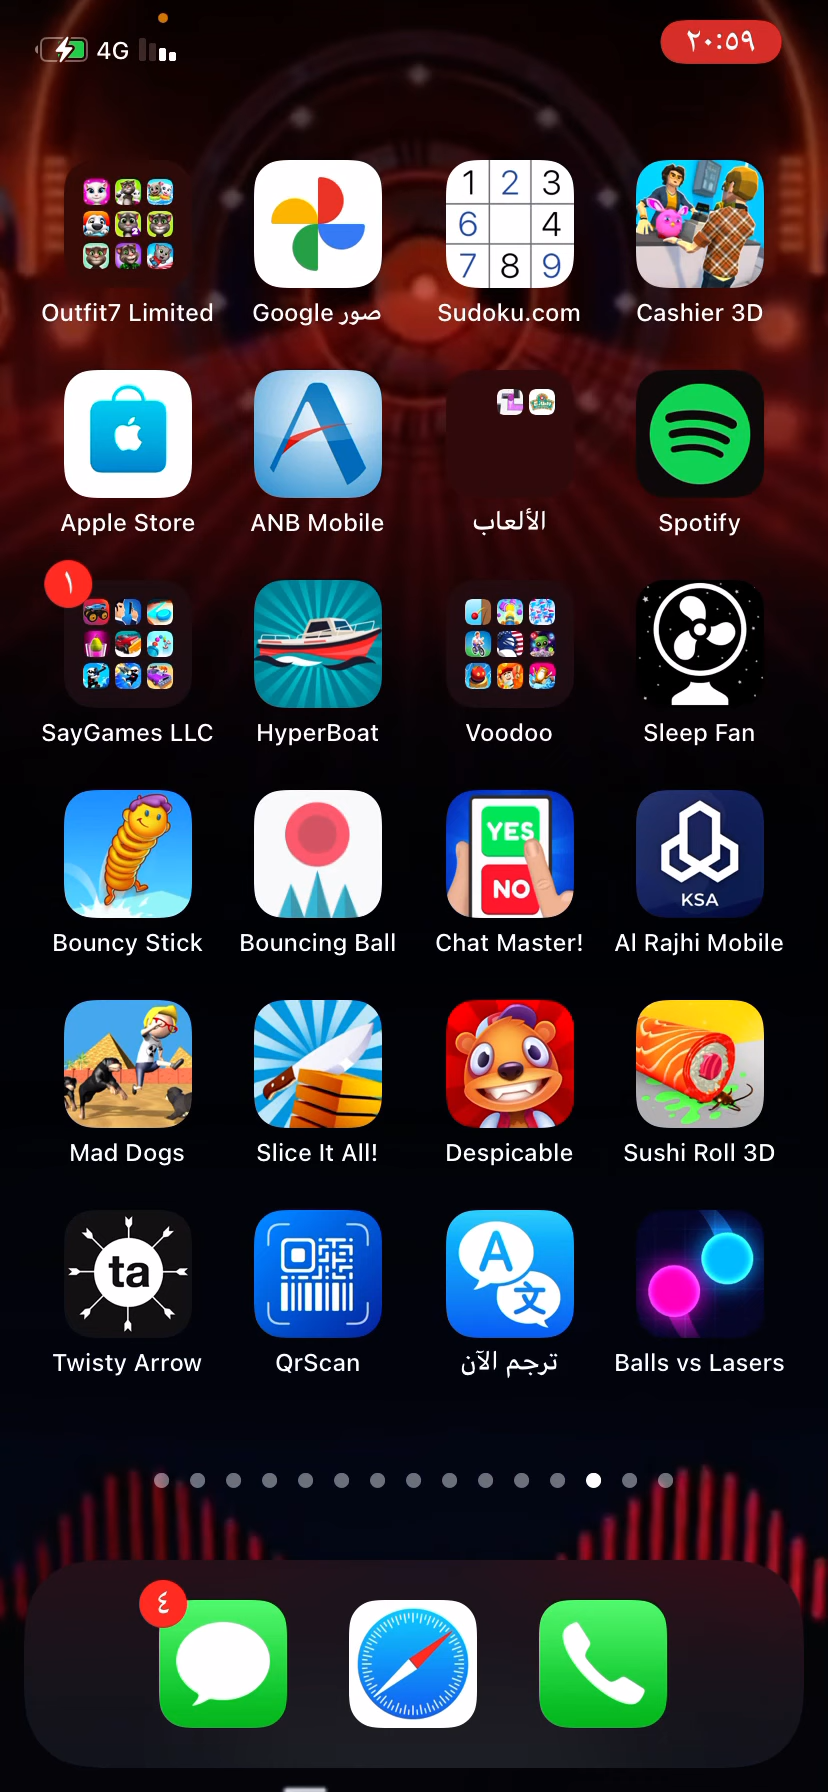 4G
٢٠:٥٩
1 2 3
6 4
7 8 9
Outfit7 Limited
Google صور
Sudoku.com
Cashier 3D
Apple Store
ANB Mobile
الألعاب
Spotify
١
SayGames LLC
HyperBoat
Voodoo
Sleep Fan
YES
NO
KSA
Bouncy Stick
Bouncing Ball
Chat Master!
Al Rajhi Mobile
Mad Dogs
Slice It All!
Despicable
Sushi Roll 3D
ta
A
文
Twisty Arrow
QrScan
ترجم الآن
Balls vs Lasers
٤